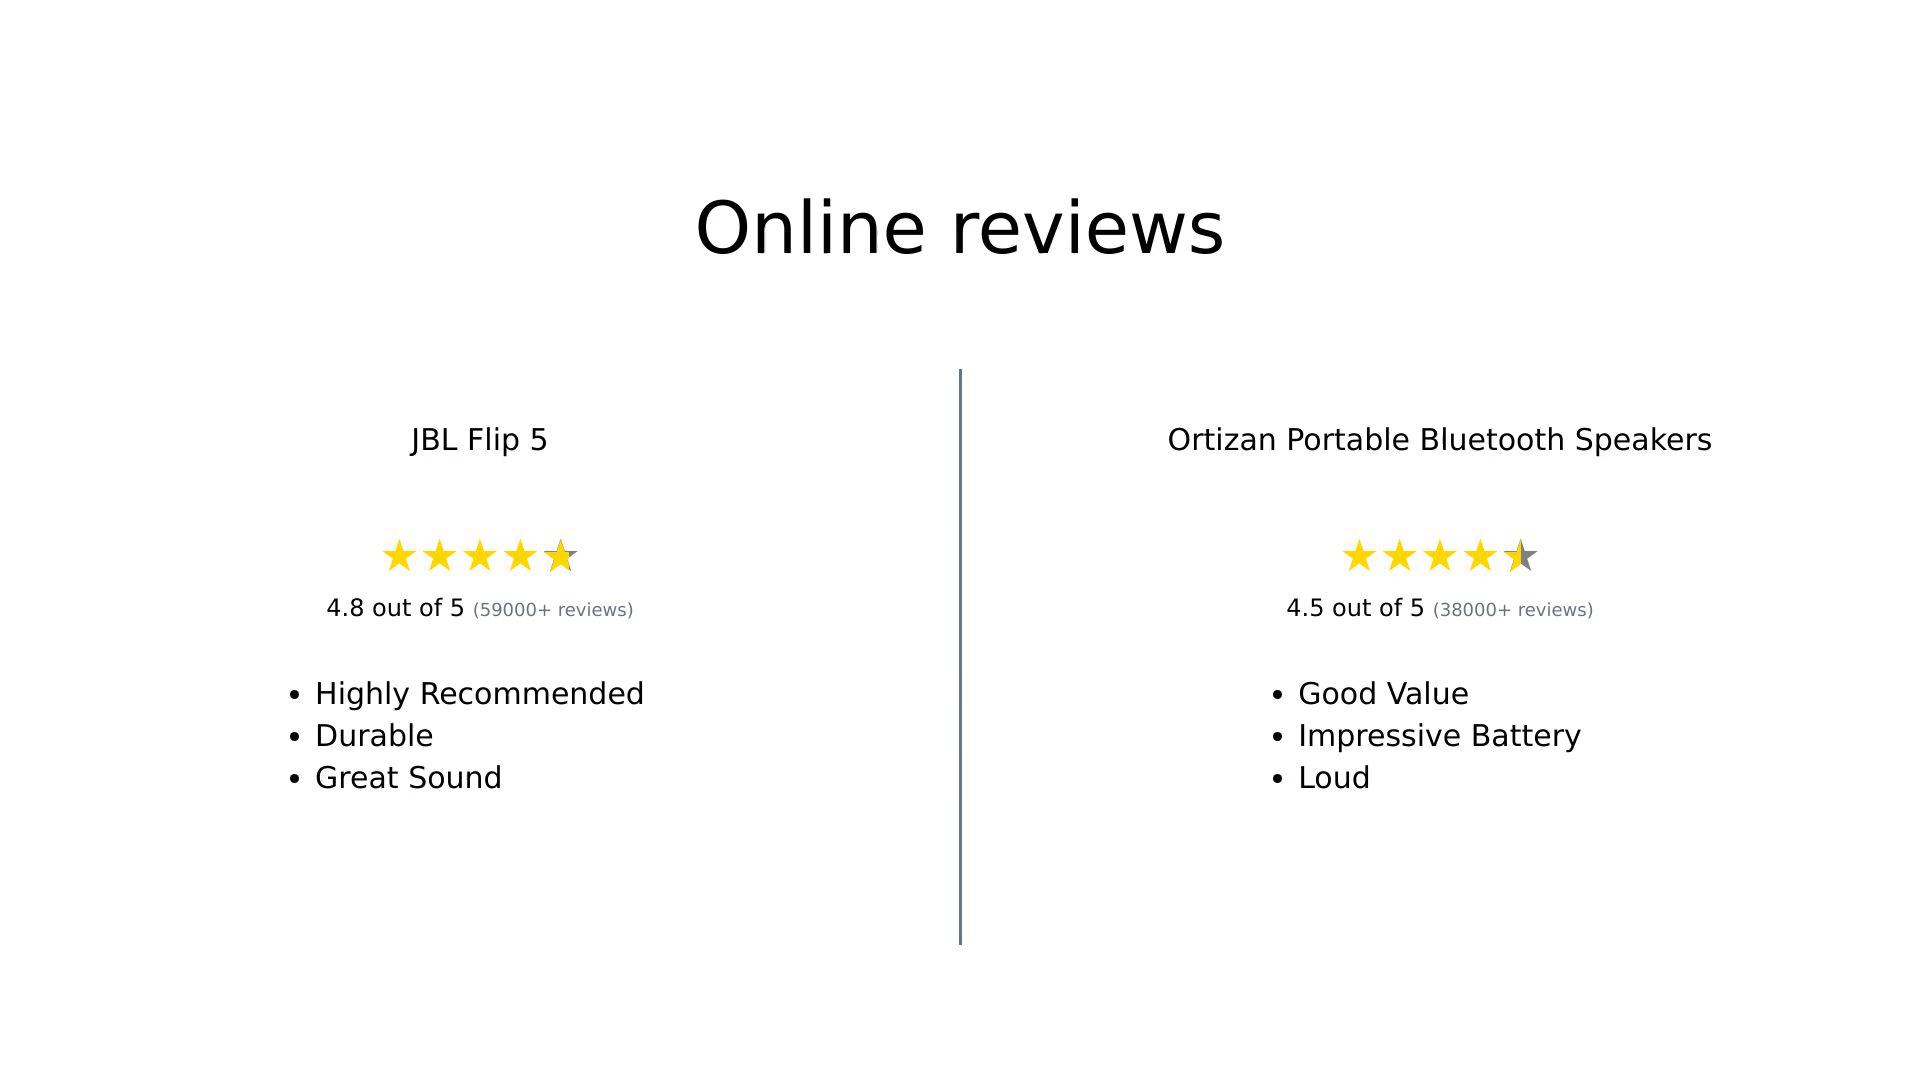 Online reviews
JBL Flip 5
4.8 out of 5 (59000+ reviews)
• Highly Recommended
• Durable
• Great Sound
Ortizan Portable Bluetooth Speakers
4.5 out of 5 (38000+ reviews)
• Good Value
• Impressive Battery
• Loud